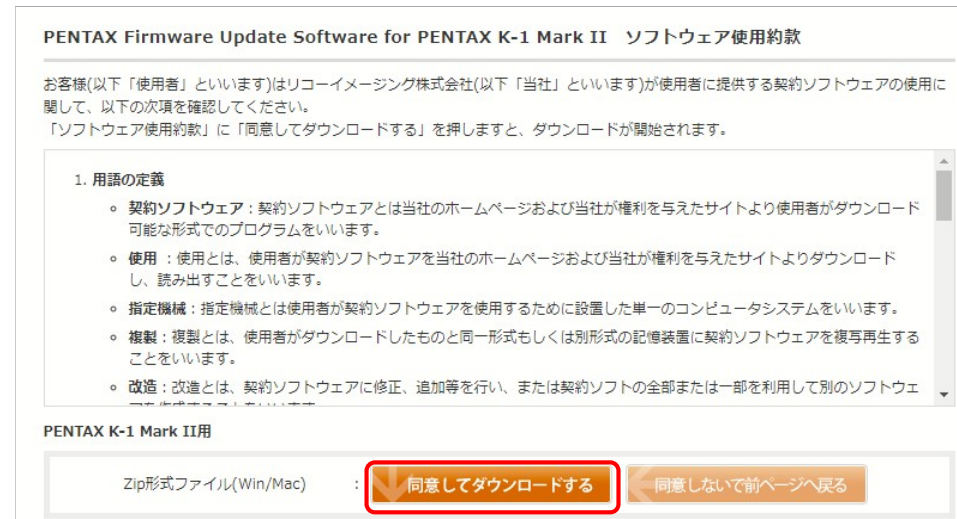 PENTAX Firmware Update Software for PENTAX K-1 Mark II ソフトウェア使用約款
お客様(以下「使用者」といいます)はリコーイメージング株式会社(以下「当社」といいます)が使用者に提供する契約ソフトウェアの使用に
関して、以下の次項を確認してください。
「ソフトウェア使用約款」に「同意してダウンロードする」を押しますと、ダウンロードが開始されます。
1. 用語の定義
契約ソフトウェア：契約ソフトウェアとは当社のホームページおよび当社が権利を与えたサイトより使用者がダウンロード
可能な形式でのプログラムをいいます。
使用 ：使用とは、使用者が契約ソフトウェアを当社のホームページおよび当社が権利を与えたサイトよりダウンロード
し、読み出すことをいいます。
指定機械：指定機械とは使用者が契約ソフトウェアを使用するために設置した単一のコンピュータシステムをいいます。
複製：複製とは、使用者がダウンロードしたものと同一形式もしくは別形式の記憶装置に契約ソフトウェアを複写再生する
ことをいいます。
改造：改造とは、契約ソフトウェアに修正、追加等を行い、または契約ソフトの全部または一部を利用して別のソフトウェ
PENTAX K-1 Mark II用
Zip形式ファイル(Win/Mac) : 同意してダウンロードする 同意しないで前ページへ戻る